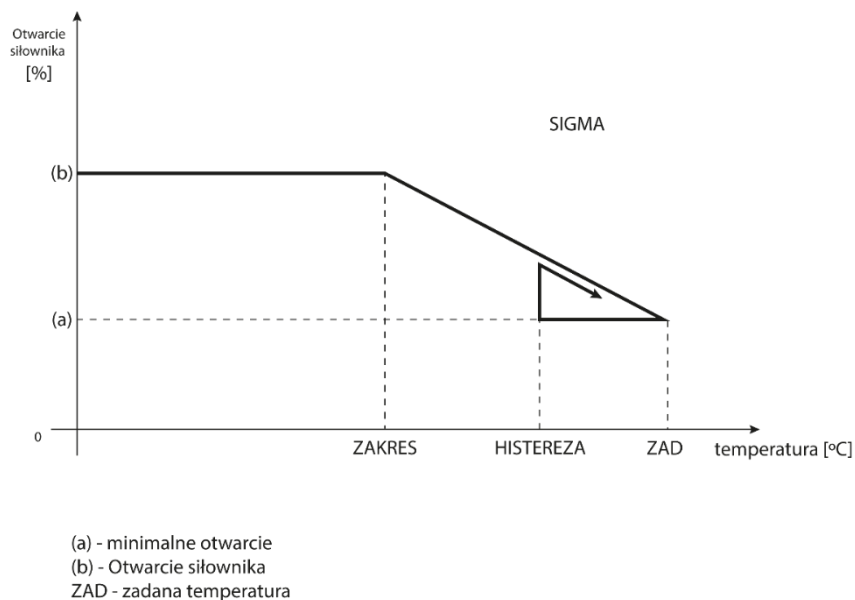 Otwarcie
siłownika
[%]
SIGMA
(b)
(a)
0
ZAKRES HISTEREZA ZAD temperatura [ºC]
(a) - minimalne otwarcie
(b) - Otwarcie siłownika
ZAD - zadana temperatura